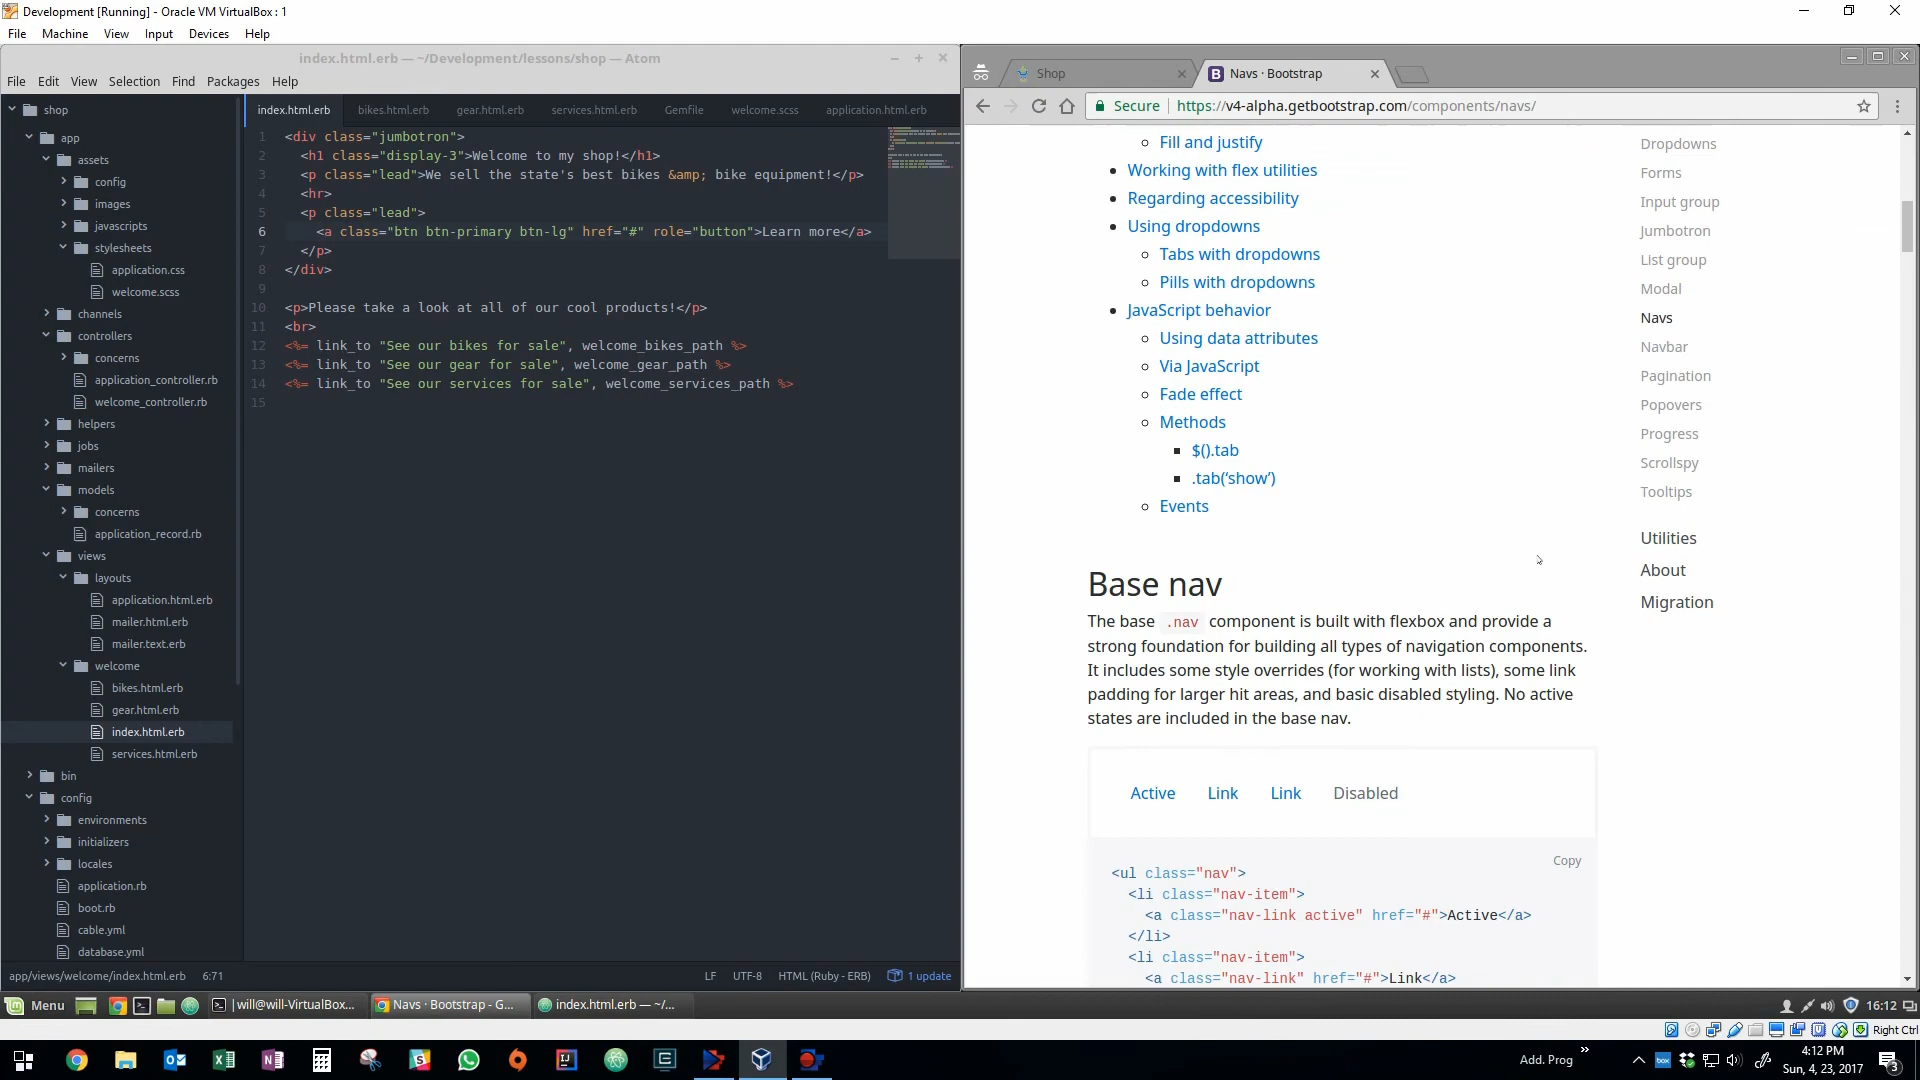 Development [Running] - Oracle VM VirtualBox : 1
File Machine View Input Devices Help
index.html.erb — ~/Development/lessons/shop — Atom
File Edit View Selection Find Packages Help
shop
app
assets
config
images
javascripts
stylesheets
application.css
welcome.scss
channels
controllers
concerns
application_controller.rb
welcome_controller.rb
helpers
jobs
mailers
models
concerns
application_record.rb
views
layouts
application.html.erb
mailer.html.erb
mailer.text.erb
welcome
bikes.html.erb
gear.html.erb
index.html.erb
services.html.erb
bin
config
environments
initializers
locales
application.rb
boot.rb
cable.yml
database.yml
index.html.erb bikes.html.erb gear.html.erb services.html.erb Gemfile welcome.scss application.html.erb
1 <div class="jumbotron">
2 <h1 class="display-3">Welcome to my shop!</h1>
3 <p class="lead">We sell the state's best bikes &amp; bike equipment!</p>
4 <hr>
5 <p class="lead">
6 <a class="btn btn-primary btn-lg" href="#" role="button">Learn more</a>
7 </p>
8 </div>
9
10 <p>Please take a look at all of our cool products!</p>
11 <br>
12 <%= link_to "See our bikes for sale", welcome_bikes_path %>
13 <%= link_to "See our gear for sale", welcome_gear_path %>
14 <%= link_to "See our services for sale", welcome_services_path %>
15
app/views/welcome/index.html.erb 6:71 LF UTF-8 HTML (Ruby - ERB) 1 update
Shop Navs · Bootstrap
Secure https://v4-alpha.getbootstrap.com/components/navs/
Fill and justify
Working with flex utilities
Regarding accessibility
Using dropdowns
Tabs with dropdowns
Pills with dropdowns
JavaScript behavior
Using data attributes
Via JavaScript
Fade effect
Methods
$().tab
.tab(‘show’)
Events
Base nav
The base .nav component is built with flexbox and provide a
strong foundation for building all types of navigation components.
It includes some style overrides (for working with lists), some link
padding for larger hit areas, and basic disabled styling. No active
states are included in the base nav.
Active Link Link Disabled
Copy
<ul class="nav">
<li class="nav-item">
<a class="nav-link active" href="#">Active</a>
</li>
<li class="nav-item">
<a class="nav-link" href="#">Link</a>
Dropdowns
Forms
Input group
Jumbotron
List group
Modal
Navs
Navbar
Pagination
Popovers
Progress
Scrollspy
Tooltips
Utilities
About
Migration
Menu |will@will-VirtualBox... Navs · Bootstrap - G... index.html.erb — ~/... 16:12
Right Ctrl
Add. Prog
4:12 PM
Sun, 4, 23, 2017
3